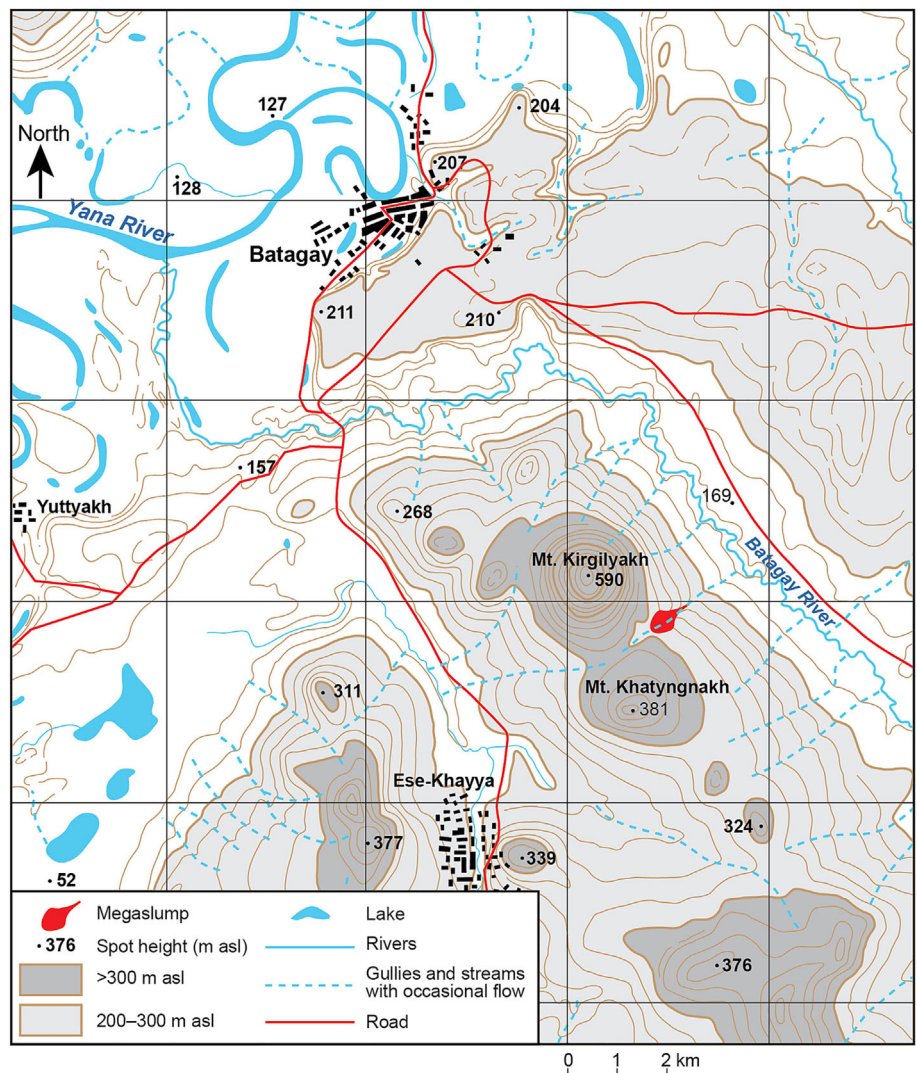 127
204
North
207
128
Yana River
Batagay
211
210
157
169
Yuttyakh
268
Mt. Kirgilyakh
590
Batagay River
Mt. Khatyngnakh
311
381
Ese-Khayya
324
377
339
52
Megaslump
Lake
376 Spot height (m asl)
Rivers
>300 m asl
Gullies and streams
with occasional flow
376
200–300 m asl
Road
0 1 2 km